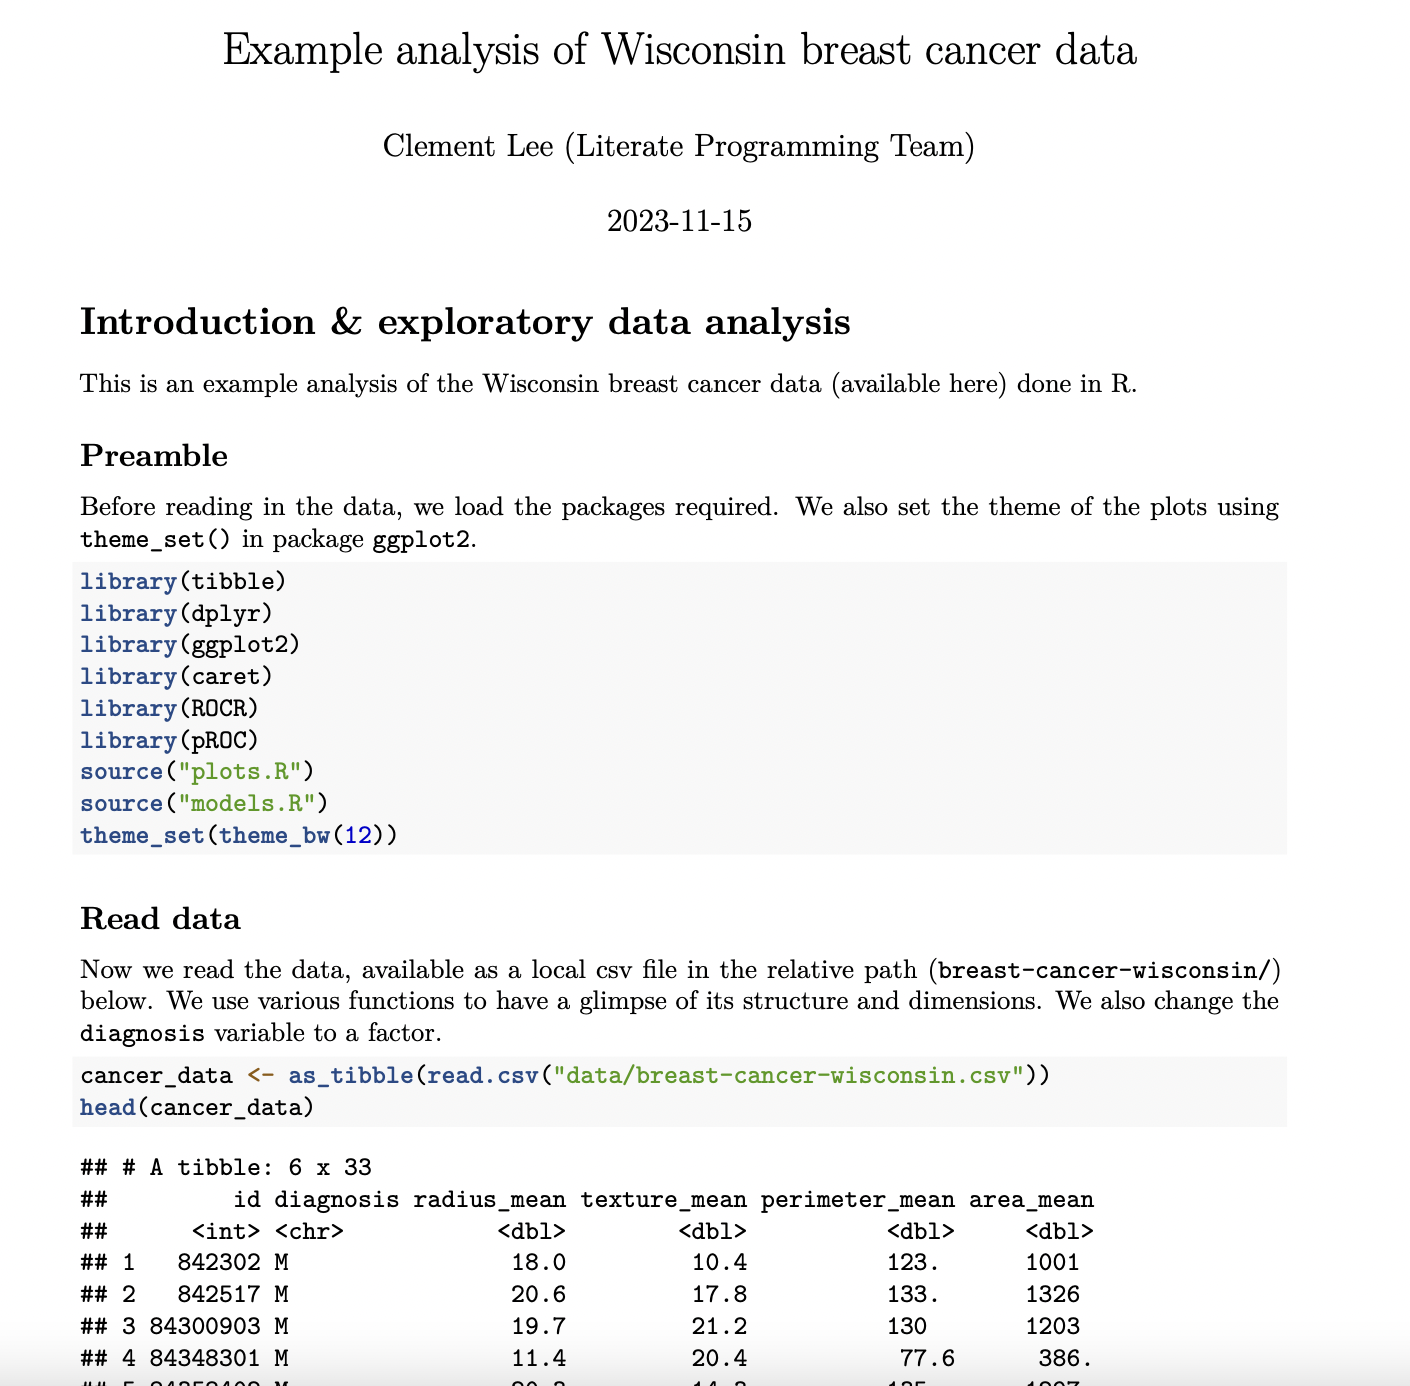 Example analysis of Wisconsin breast cancer data
Clement Lee (Literate Programming Team)
2023-11-15
Introduction & exploratory data analysis
This is an example analysis of the Wisconsin breast cancer data (available here) done in R.
Preamble
Before reading in the data, we load the packages required. We also set the theme of the plots using
theme_set() in package ggplot2.
library(tibble)
library(dplyr)
library(ggplot2)
library(caret)
library(ROCR)
library(pROC)
source("plots.R")
source("models.R")
theme_set(theme_bw(12))
Read data
Now we read the data, available as a local csv file in the relative path (breast-cancer-wisconsin/)
below. We use various functions to have a glimpse of its structure and dimensions. We also change the
diagnosis variable to a factor.
cancer_data <- as_tibble(read.csv("data/breast-cancer-wisconsin.csv"))
head(cancer_data)
## # A tibble: 6 x 33
##         id diagnosis radius_mean texture_mean perimeter_mean area_mean
##      <int> <chr>           <dbl>        <dbl>          <dbl>     <dbl>
## 1   842302 M                18.0         10.4          123.      1001
## 2   842517 M                20.6         17.8          133.      1326
## 3 84300903 M                19.7         21.2          130       1203
## 4 84348301 M                11.4         20.4           77.6      386.